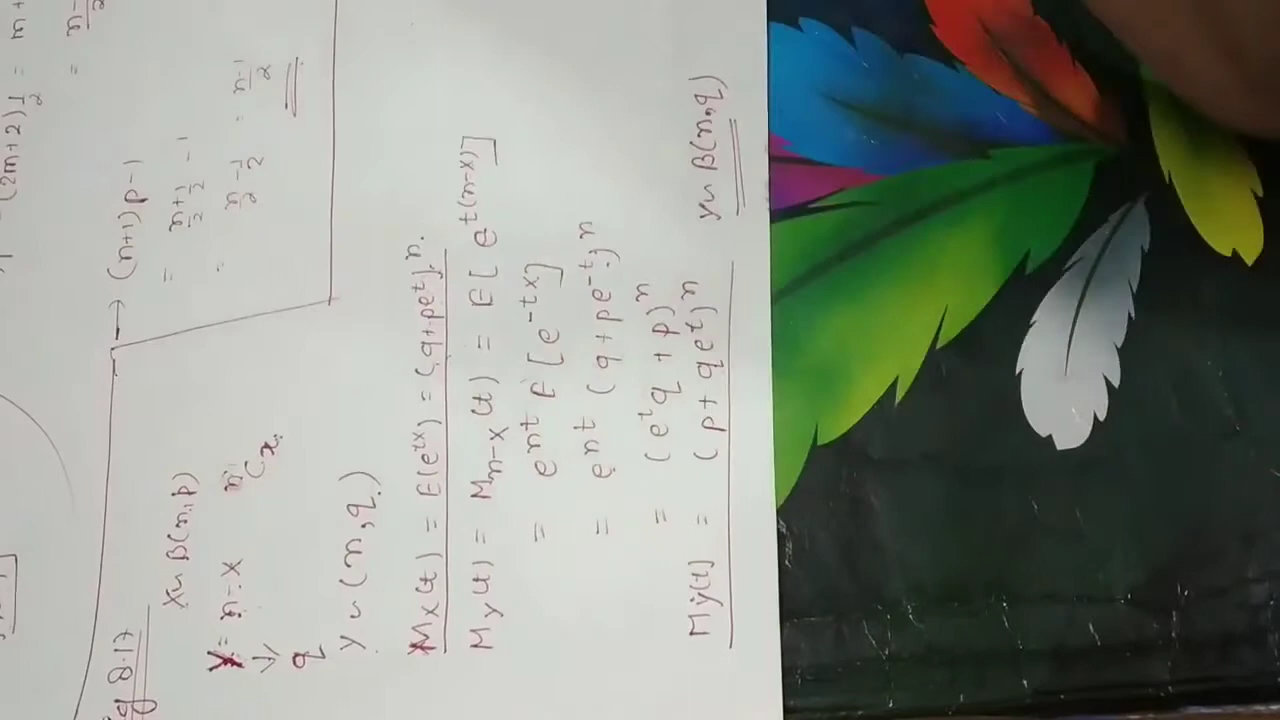 (2m+2) 1/2 = m+
= n-
→ (n+1)p-1
= n+1/2 - 1
n/2 - 1/2 = n-1/2
8.17
X ~ B(n,p)
Y = n - X nCx
↓
q
Y ~ (n,q)
Mx(t) = E(e^tx) = (q+pe^t)^n.
My(t) = Mn-x(t) = E[e^t(n-x)]
= e^nt E[e^-tx]
= e^nt (q+pe^-t)^n
= (e^t q + p)^n
My(t) = (p+qe^t)^n Y ~ B(n,q)